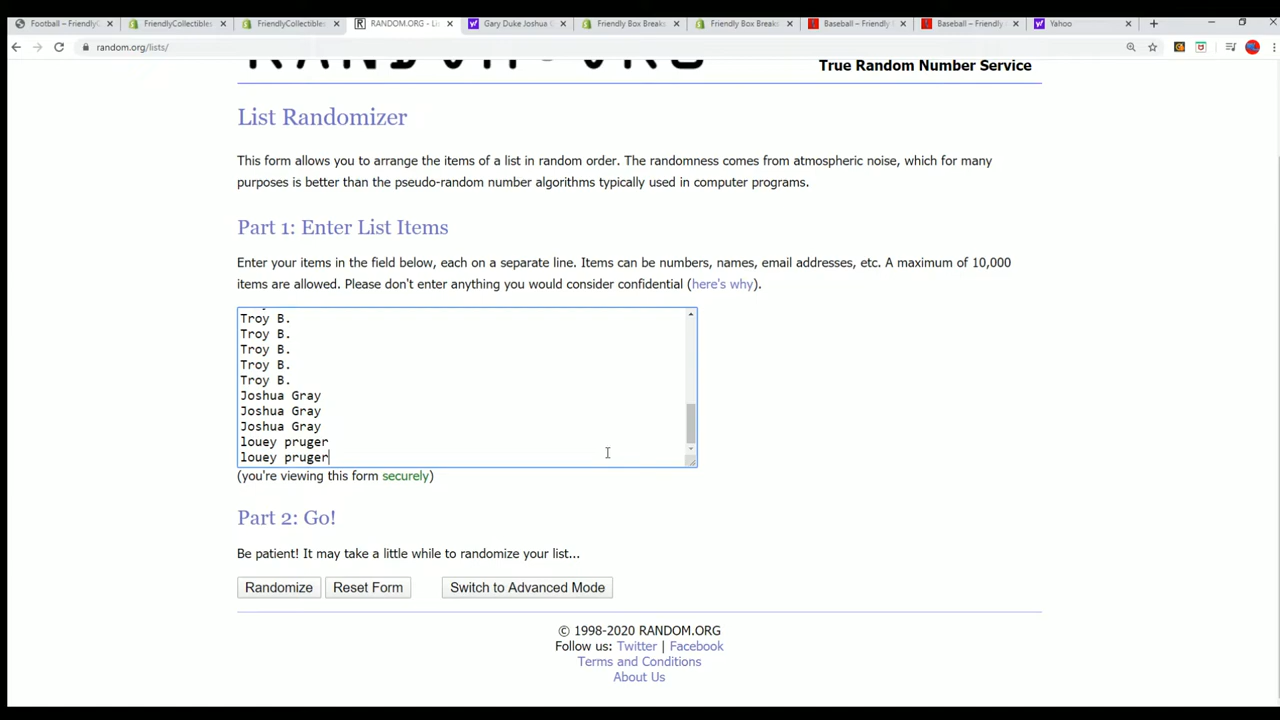 Football – FriendlyC
FriendlyCollectibles
FriendlyCollectibles
RANDOM.ORG - Li
Gary Duke Joshua G
Friendly Box Breaks
Friendly Box Breaks
Baseball – Friendly
Baseball – Friendly
Yahoo
random.org/lists/
RANDOM.ORG
True Random Number Service
List Randomizer
This form allows you to arrange the items of a list in random order. The randomness comes from atmospheric noise, which for many
purposes is better than the pseudo-random number algorithms typically used in computer programs.
Part 1: Enter List Items
Enter your items in the field below, each on a separate line. Items can be numbers, names, email addresses, etc. A maximum of 10,000
items are allowed. Please don't enter anything you would consider confidential (here's why).
Troy B.
Troy B.
Troy B.
Troy B.
Troy B.
Joshua Gray
Joshua Gray
Joshua Gray
louey pruger
louey pruger
(you're viewing this form securely)
Part 2: Go!
Be patient! It may take a little while to randomize your list...
Randomize Reset Form Switch to Advanced Mode
© 1998-2020 RANDOM.ORG
Follow us: Twitter | Facebook
Terms and Conditions
About Us